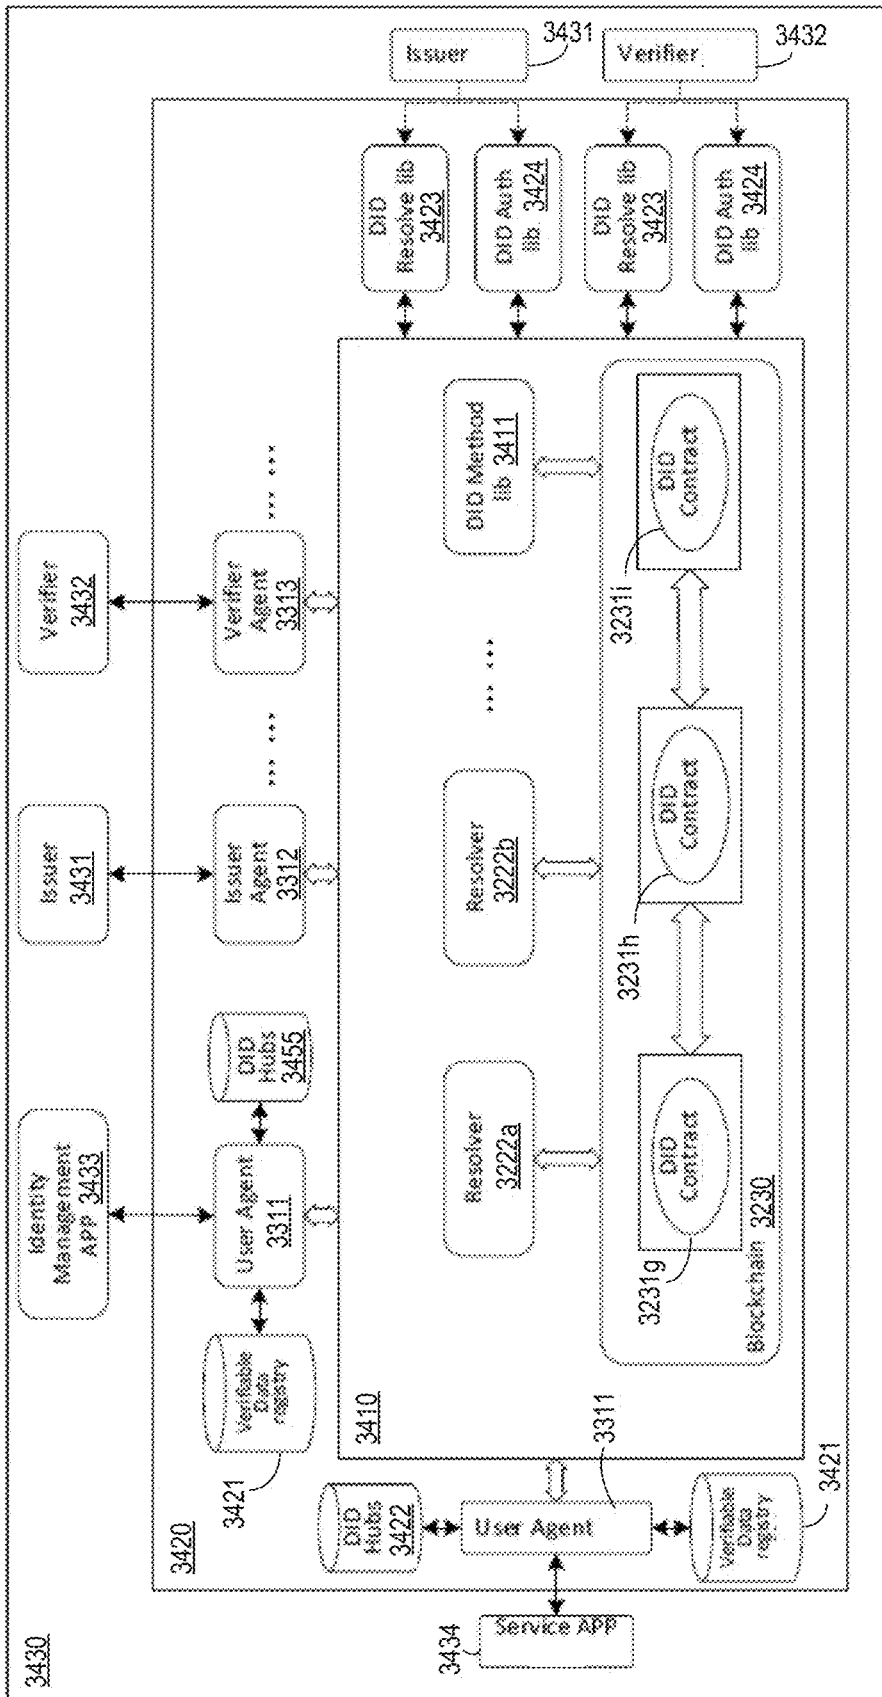 3430
Identity
Management
APP 3433
Issuer
3431
Verifier
3432
3420
3421
Verifiable
Data
registry
User Agent
3311
DID
Hubs
3455
Issuer
Agent
3312
... ...
Verifier
Agent
3313
... ...
Issuer
3431
Verifier
3432
DID
Resolve lib
3423
DID Auth
lib 3424
DID
Resolve lib
3423
DID Auth
lib 3424
3434
Service APP
DID
Hubs
3422
User Agent
3311
Verifiable
Data
registry
3421
3410
Resolver
3222a
Resolver
3222b
... ...
DID Method
lib 3411
DID
Contract
3231g
DID
Contract
3231h
DID
Contract
3231i
Blockchain 3230